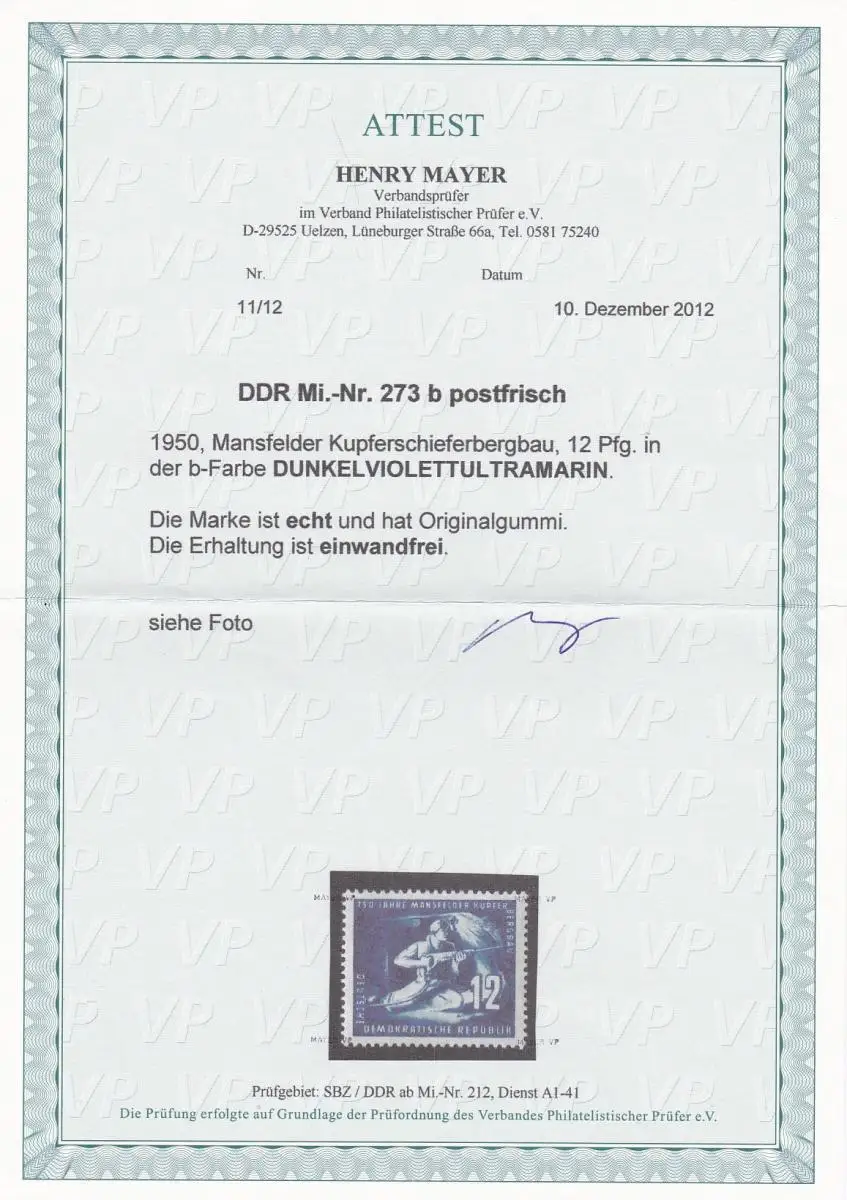 ATTEST
HENRY MAYER
Verbandsprüfer
im Verband Philatelistischer Prüfer e.V.
D-29525 Uelzen, Lüneburger Straße 66a, Tel. 0581 75240
Nr. Datum
11/12 10. Dezember 2012
DDR Mi.-Nr. 273 b postfrisch
1950, Mansfelder Kupferschieferbergbau, 12 Pfg. in
der b-Farbe DUNKELVIOLETTULTRAMARIN.
Die Marke ist echt und hat Originalgummi.
Die Erhaltung ist einwandfrei.
siehe Foto
MAYER VP
750 JAHRE MANSFELDER KUPFER
BERGBAU
12
DEUTSCHE
DEMOKRATISCHE REPUBLIK
MAYER VP
Prüfgebiet: SBZ / DDR ab Mi.-Nr. 212, Dienst A1-41
Die Prüfung erfolgte auf Grundlage der Prüfordnung des Verbandes Philatelistischer Prüfer e.V.